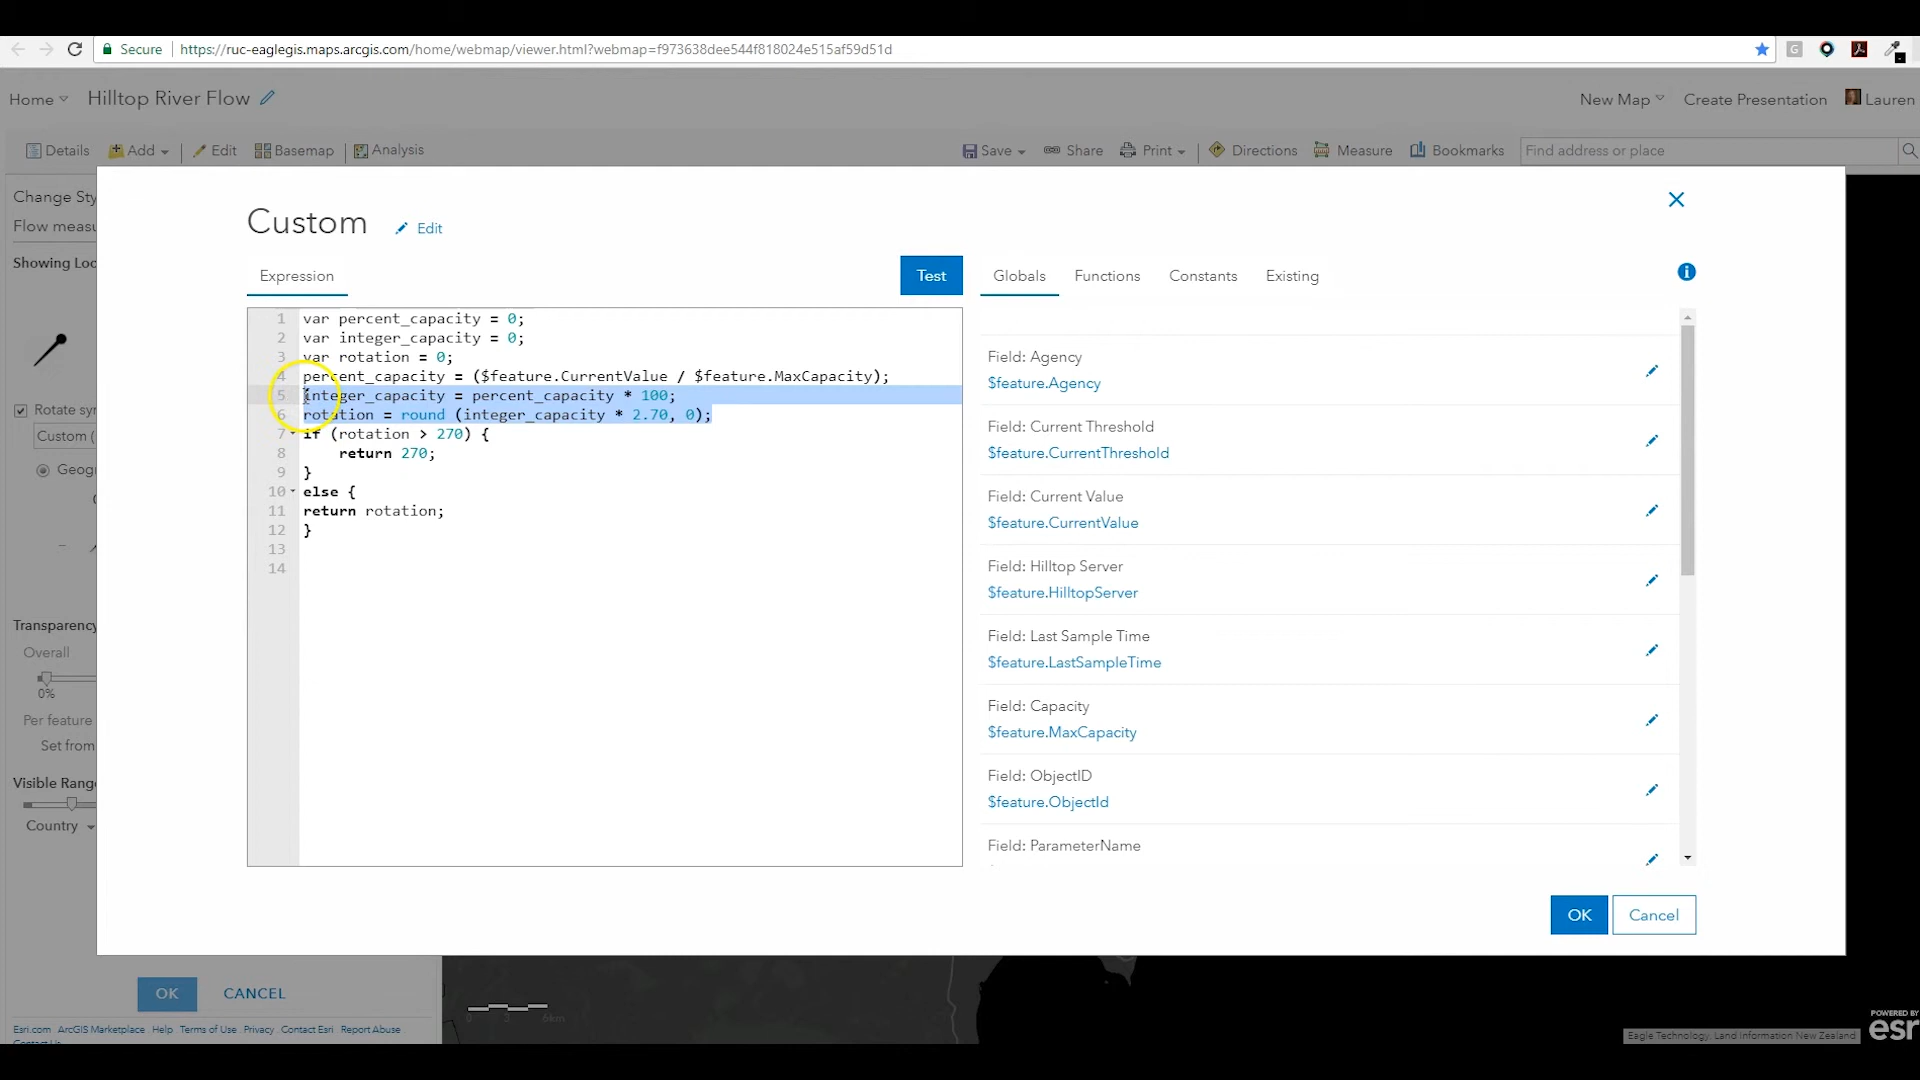 Secure https://ruc-eaglegis.maps.arcgis.com/home/webmap/viewer.html?webmap=f973638dee544f818024e515af59d51d
Home Hilltop River Flow
New Map Create Presentation Lauren
Details Add Edit Basemap Analysis
Save Share Print Directions Measure Bookmarks Find address or place
Change Sty
Flow measu
Showing Loc
Rotate syn
Custom (
Geog
Transparency
Overall
0%
Per feature
Set from
Visible Rang
Country
OK CANCEL
Esri.com . ArcGIS Marketplace . Help . Terms of Use . Privacy . Contact Esri . Report Abuse .
Contact Us
Custom Edit
Expression
Test
1 var percent_capacity = 0;
2 var integer_capacity = 0;
3 var rotation = 0;
4 percent_capacity = ($feature.CurrentValue / $feature.MaxCapacity);
5 integer_capacity = percent_capacity * 100;
6 rotation = round (integer_capacity * 2.70, 0);
7 if (rotation > 270) {
8 return 270;
9 }
10 else {
11 return rotation;
12 }
13
14
Globals Functions Constants Existing
Field: Agency
$feature.Agency
Field: Current Threshold
$feature.CurrentThreshold
Field: Current Value
$feature.CurrentValue
Field: Hilltop Server
$feature.HilltopServer
Field: Last Sample Time
$feature.LastSampleTime
Field: Capacity
$feature.MaxCapacity
Field: ObjectID
$feature.ObjectId
Field: ParameterName
OK Cancel
0 3 6km
Eagle Technology, Land Information New Zealand
POWERED BY
esri